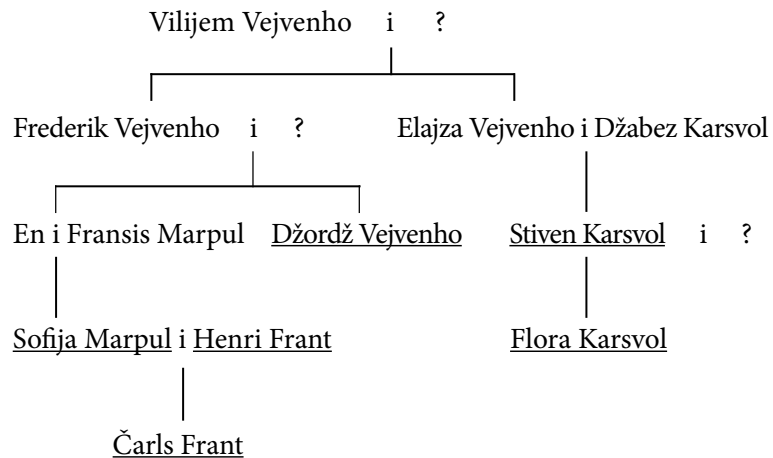 Vilijem Vejvenho i ?
Frederik Vejvenho i ? Elajza Vejvenho i Džabez Karsvol
En i Fransis Marpul Džordž Vejvenho Stiven Karsvol i ?
Sofija Marpul i Henri Frant Flora Karsvol
Čarls Frant